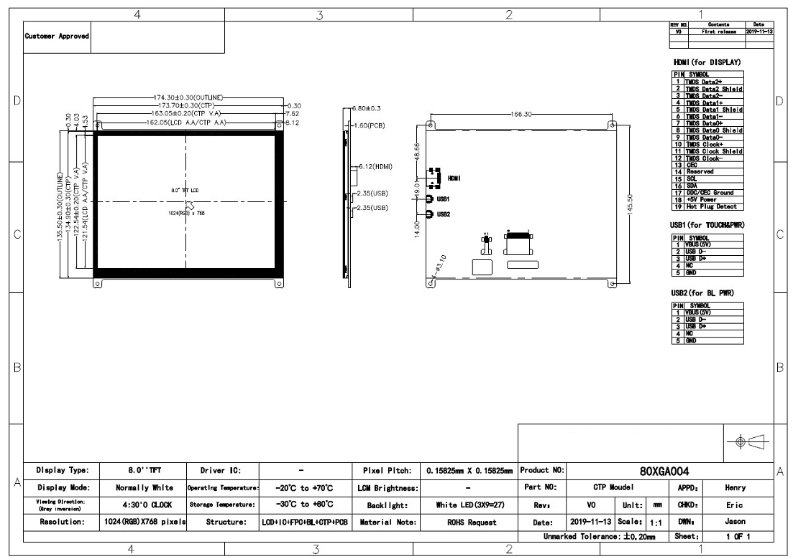 4 3 2 1
REV NO. Contents Date
V0 First release 2019-11-13
Customer Approved
HDMI(for DISPLAY)
PIN SYMBOL
1 TMDS Data2+
2 TMDS Data2 Shield
3 TMDS Data2-
4 TMDS Data1+
5 TMDS Data1 Shield
6 TMDS Data1-
7 TMDS Data0+
8 TMDS Data0 Shield
9 TMDS Data0-
10 TMDS Clock+
11 TMDS Clock Shield
12 TMDS Clock-
13 CEC
14 Reserved
15 SCL
16 SDA
17 DDC/CEC Ground
18 +5V Power
19 Hot Plug Detect
USB1(for TOUCH&PWR)
PIN SYMBOL
1 VBUS(5V)
2 USB D-
3 USB D+
4 NC
5 GND
USB2(for BL PWR)
PIN SYMBOL
1 VBUS(5V)
2 USB D-
3 USB D+
4 NC
5 GND
D D
C C
B B
A A
174.30±0.30(OUTLINE)
173.70±0.30(CTP)
0.30
163.05±0.20(CTP V.A)
7.62
162.05(LCD A.A/CTP A.A)
8.12
0.30
4.03
4.53
135.50±0.30(OUTLINE)
134.90±0.30(CTP)
122.54±0.20(CTP V.A)
121.54(LCD A.A/CTP A.A)
8.0" TFT LCD
1024(RGB) x 768
6.80±0.3
1.60(PCB)
6.12(HDMI)
2.35(USB)
2.35(USB)
166.30
48.66
19.01
14.00
145.50
4-ø3.10
HDMI
USB1
USB2
Display Type: 8.0''TFT Driver IC: - Pixel Pitch: 0.15825mm X 0.15825mm Product NO: 80XGA004
Display Mode: Normally White Operating Temperature: -20°C to +70°C LCM Brightness: - Part NO: CTP Moudel APPD: Henry
Viewing Direction: (Gray inversion) 4:30'O CLOCK Storage Temperature: -30°C to +80°C Backlight: White LED(3X9=27) Rev: V0 Unit: mm CHKD: Eric
Resolution: 1024(RGB)X768 pixels Structure: LCD+IC+FPC+BL+CTP+PCB Material Note: ROHS Request Date: 2019-11-13 Scale: 1:1 DWN: Jason
Unmarked Tolerance:±0.20mm Sheet: 1 OF 1
4 3 2 1